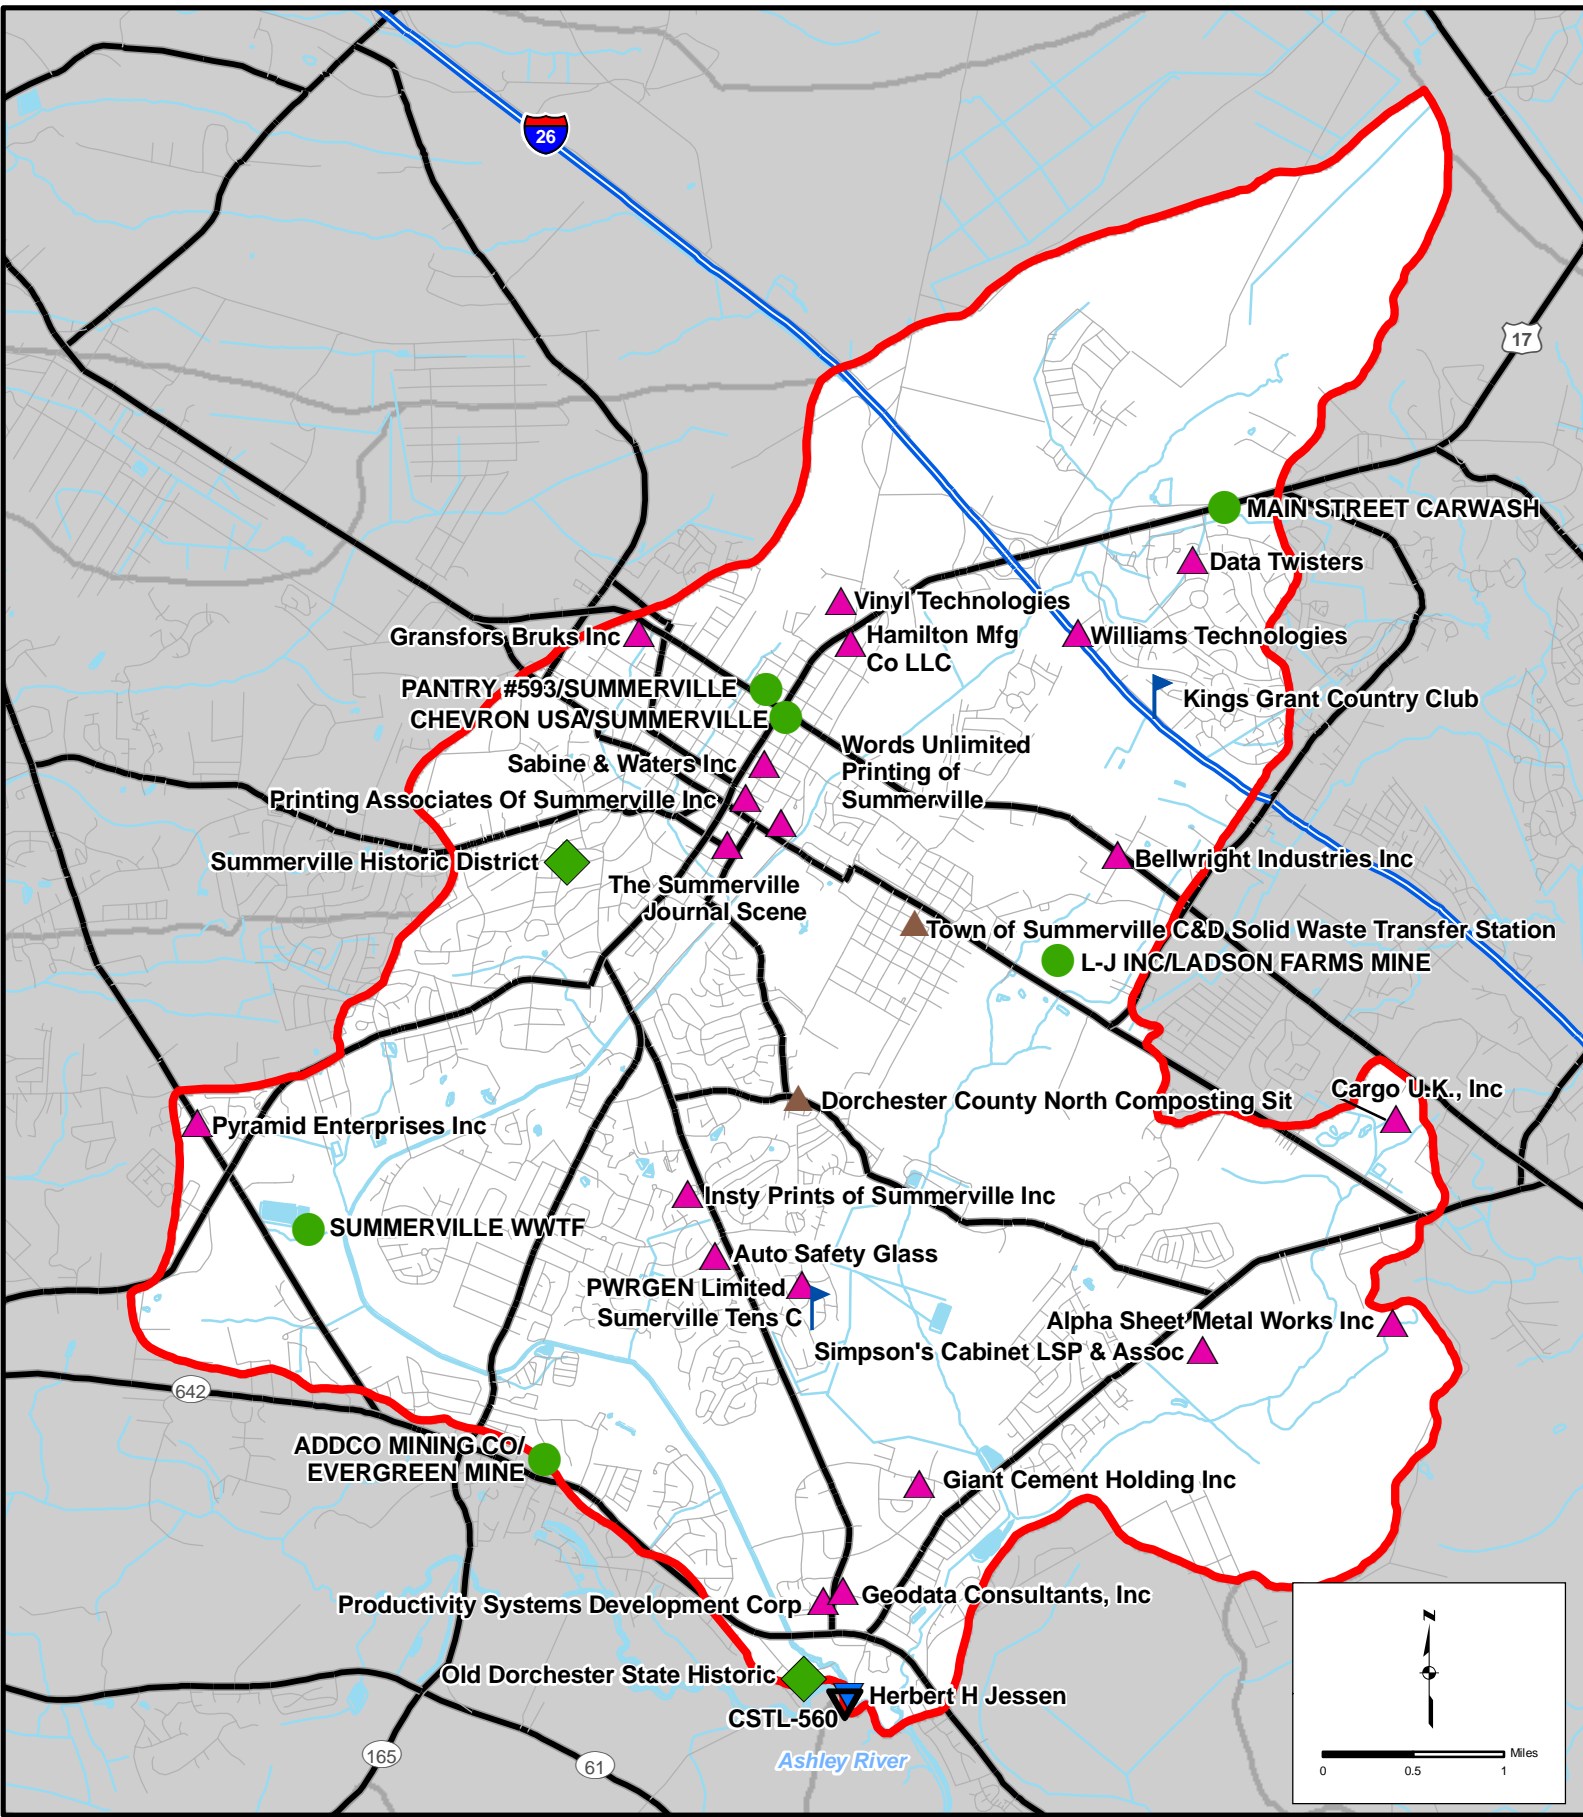 26
17
MAIN STREET CARWASH
Data Twisters
Vinyl Technologies
Gransfors Bruks Inc
Hamilton Mfg
Co LLC
Williams Technologies
PANTRY #593/SUMMERVILLE
Kings Grant Country Club
CHEVRON USA/SUMMERVILLE
Words Unlimited
Printing of
Summerville
Sabine & Waters Inc
Printing Associates Of Summerville Inc
Summerville Historic District
Bellwright Industries Inc
The Summerville
Journal Scene
Town of Summerville C&D Solid Waste Transfer Station
L-J INC/LADSON FARMS MINE
Cargo U.K., Inc
Dorchester County North Composting Sit
Pyramid Enterprises Inc
Insty Prints of Summerville Inc
SUMMERVILLE WWTF
Auto Safety Glass
PWRGEN Limited
Sumerville Tens C
Alpha Sheet Metal Works Inc
Simpson's Cabinet LSP & Assoc
642
ADDCO MINING CO/
EVERGREEN MINE
Giant Cement Holding Inc
Geodata Consultants, Inc
Productivity Systems Development Corp
Old Dorchester State Historic
Herbert H Jessen
CSTL-560
Ashley River
165
61
N
Miles
0 0.5 1